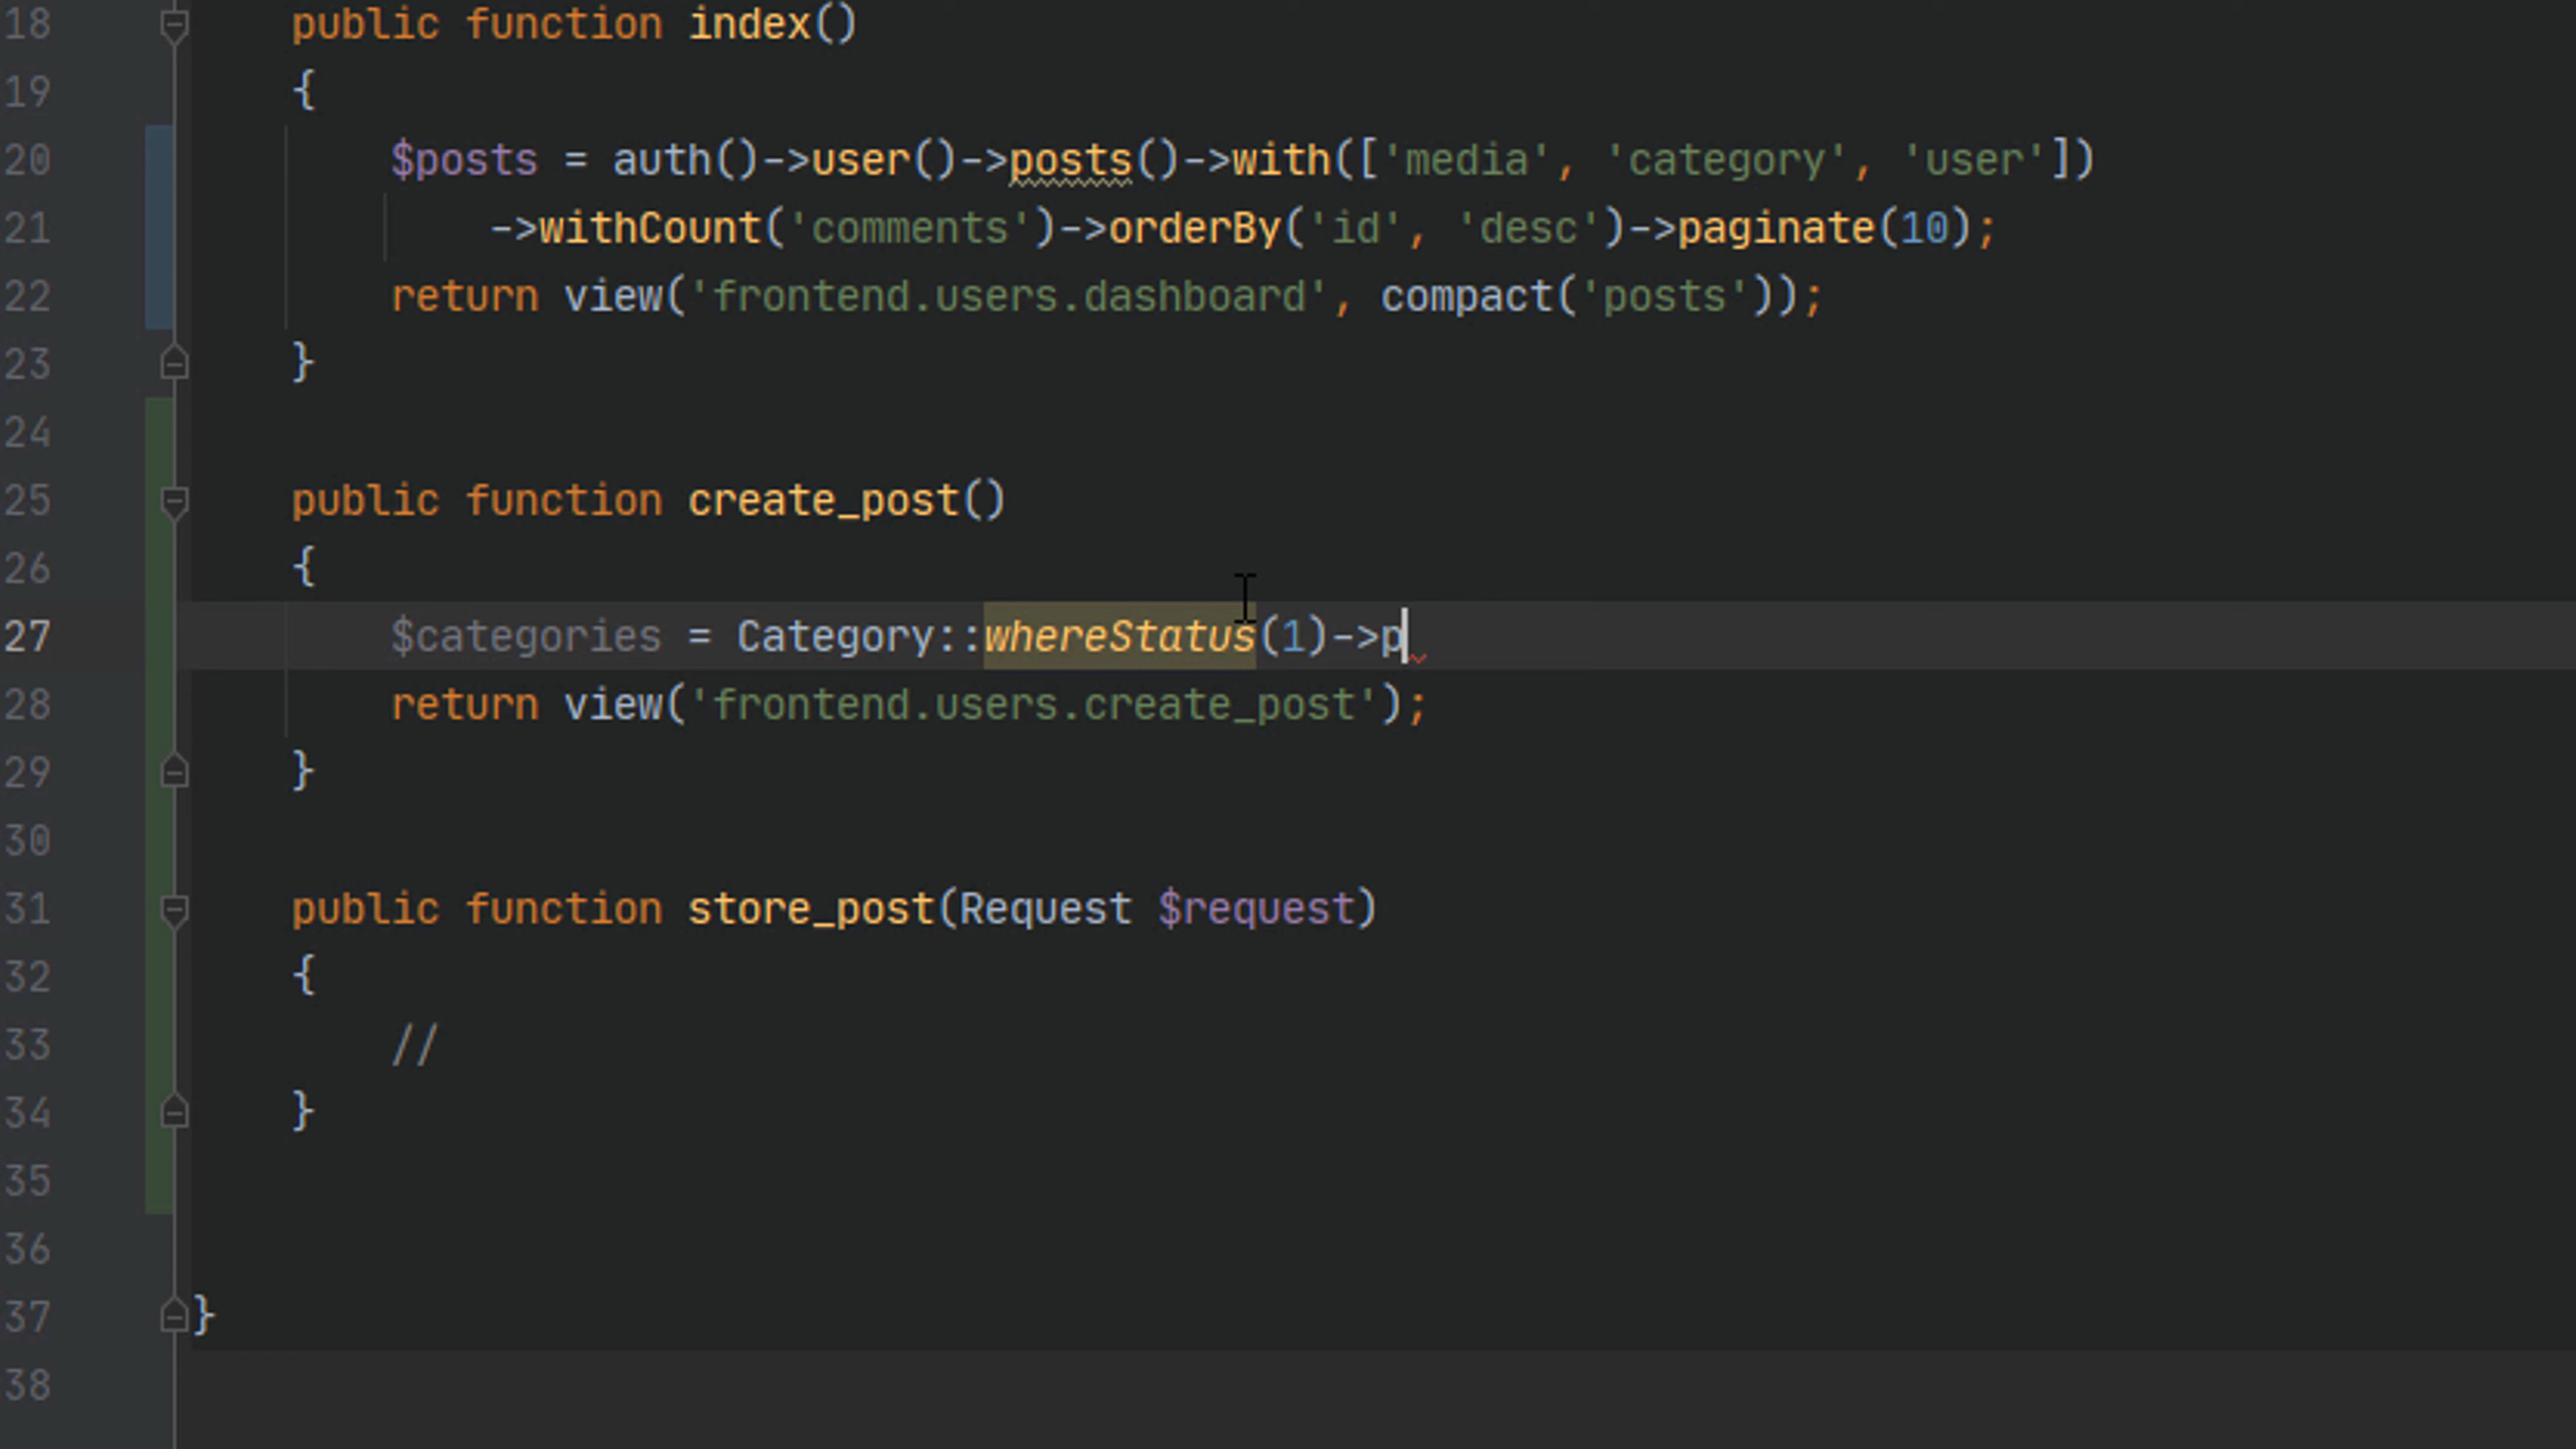 18 public function index()
19 {
20 $posts = auth()->user()->posts()->with(['media', 'category', 'user'])
21 ->withCount('comments')->orderBy('id', 'desc')->paginate(10);
22 return view('frontend.users.dashboard', compact('posts'));
23 }
24
25 public function create_post()
26 {
27 $categories = Category::whereStatus(1)->p
28 return view('frontend.users.create_post');
29 }
30
31 public function store_post(Request $request)
32 {
33 //
34 }
35
36
37 }
38